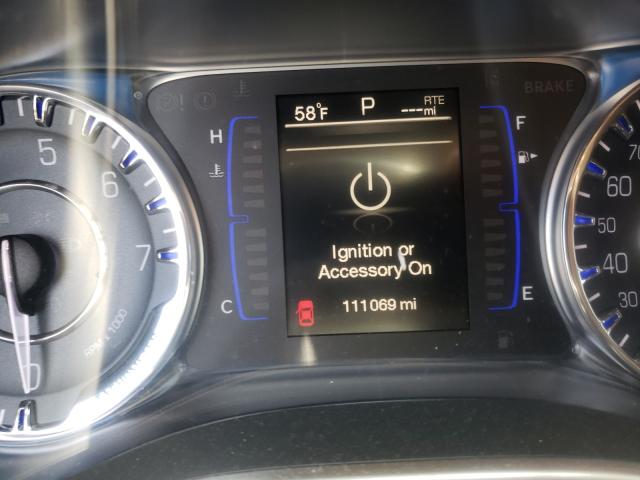 BRAKE
58°F P ---mi RTE
H F
5
6
7
0
RPM x 1000
Ignition or
Accessory On
C E
111069 mi
70
60
50
40
30